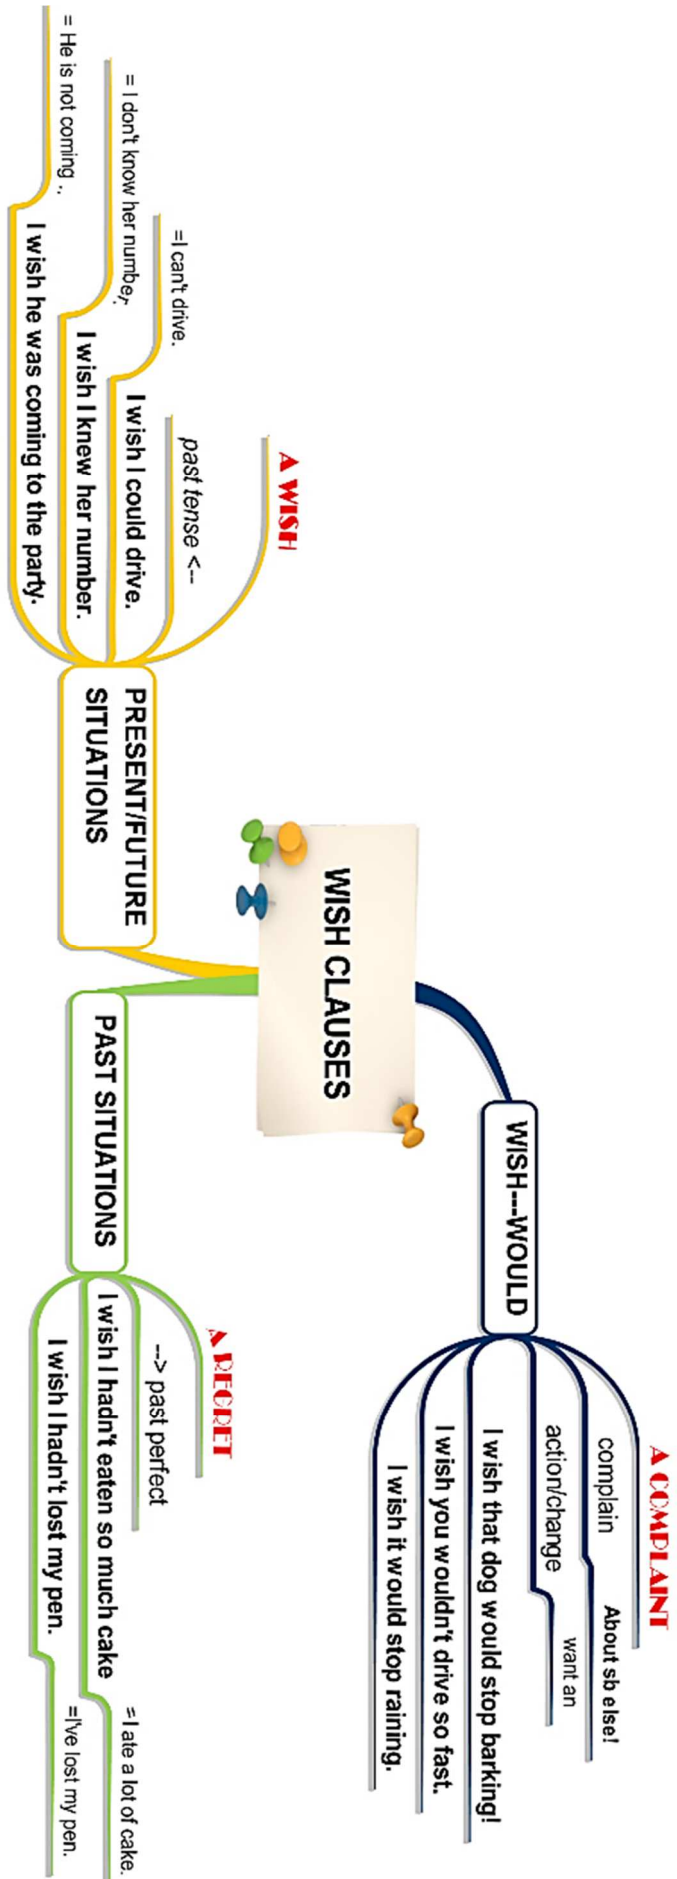 WISH CLAUSES
WISH---WOULD
A COMPLAINT
complain
About sb else!
action/change
want an
I wish that dog would stop barking!
I wish you wouldn't drive so fast.
I wish it would stop raining.
A WISH
past tense <--
I wish I could drive.
=I can't drive.
I wish I knew her number.
= I don't know her number,.
I wish he was coming to the party.
= He is not coming ..
PRESENT/FUTURE
SITUATIONS
PAST SITUATIONS
A REGRET
--> past perfect
I wish I hadn't eaten so much cake
= I ate a lot of cake.
I wish I hadn't lost my pen.
=I've lost my pen.